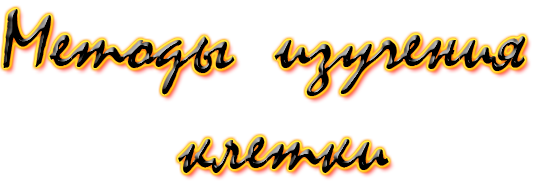 Методы изучения
клетки